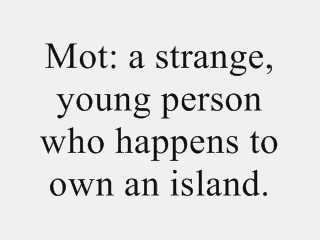 Mot: a strange,
young person
who happens to
own an island.